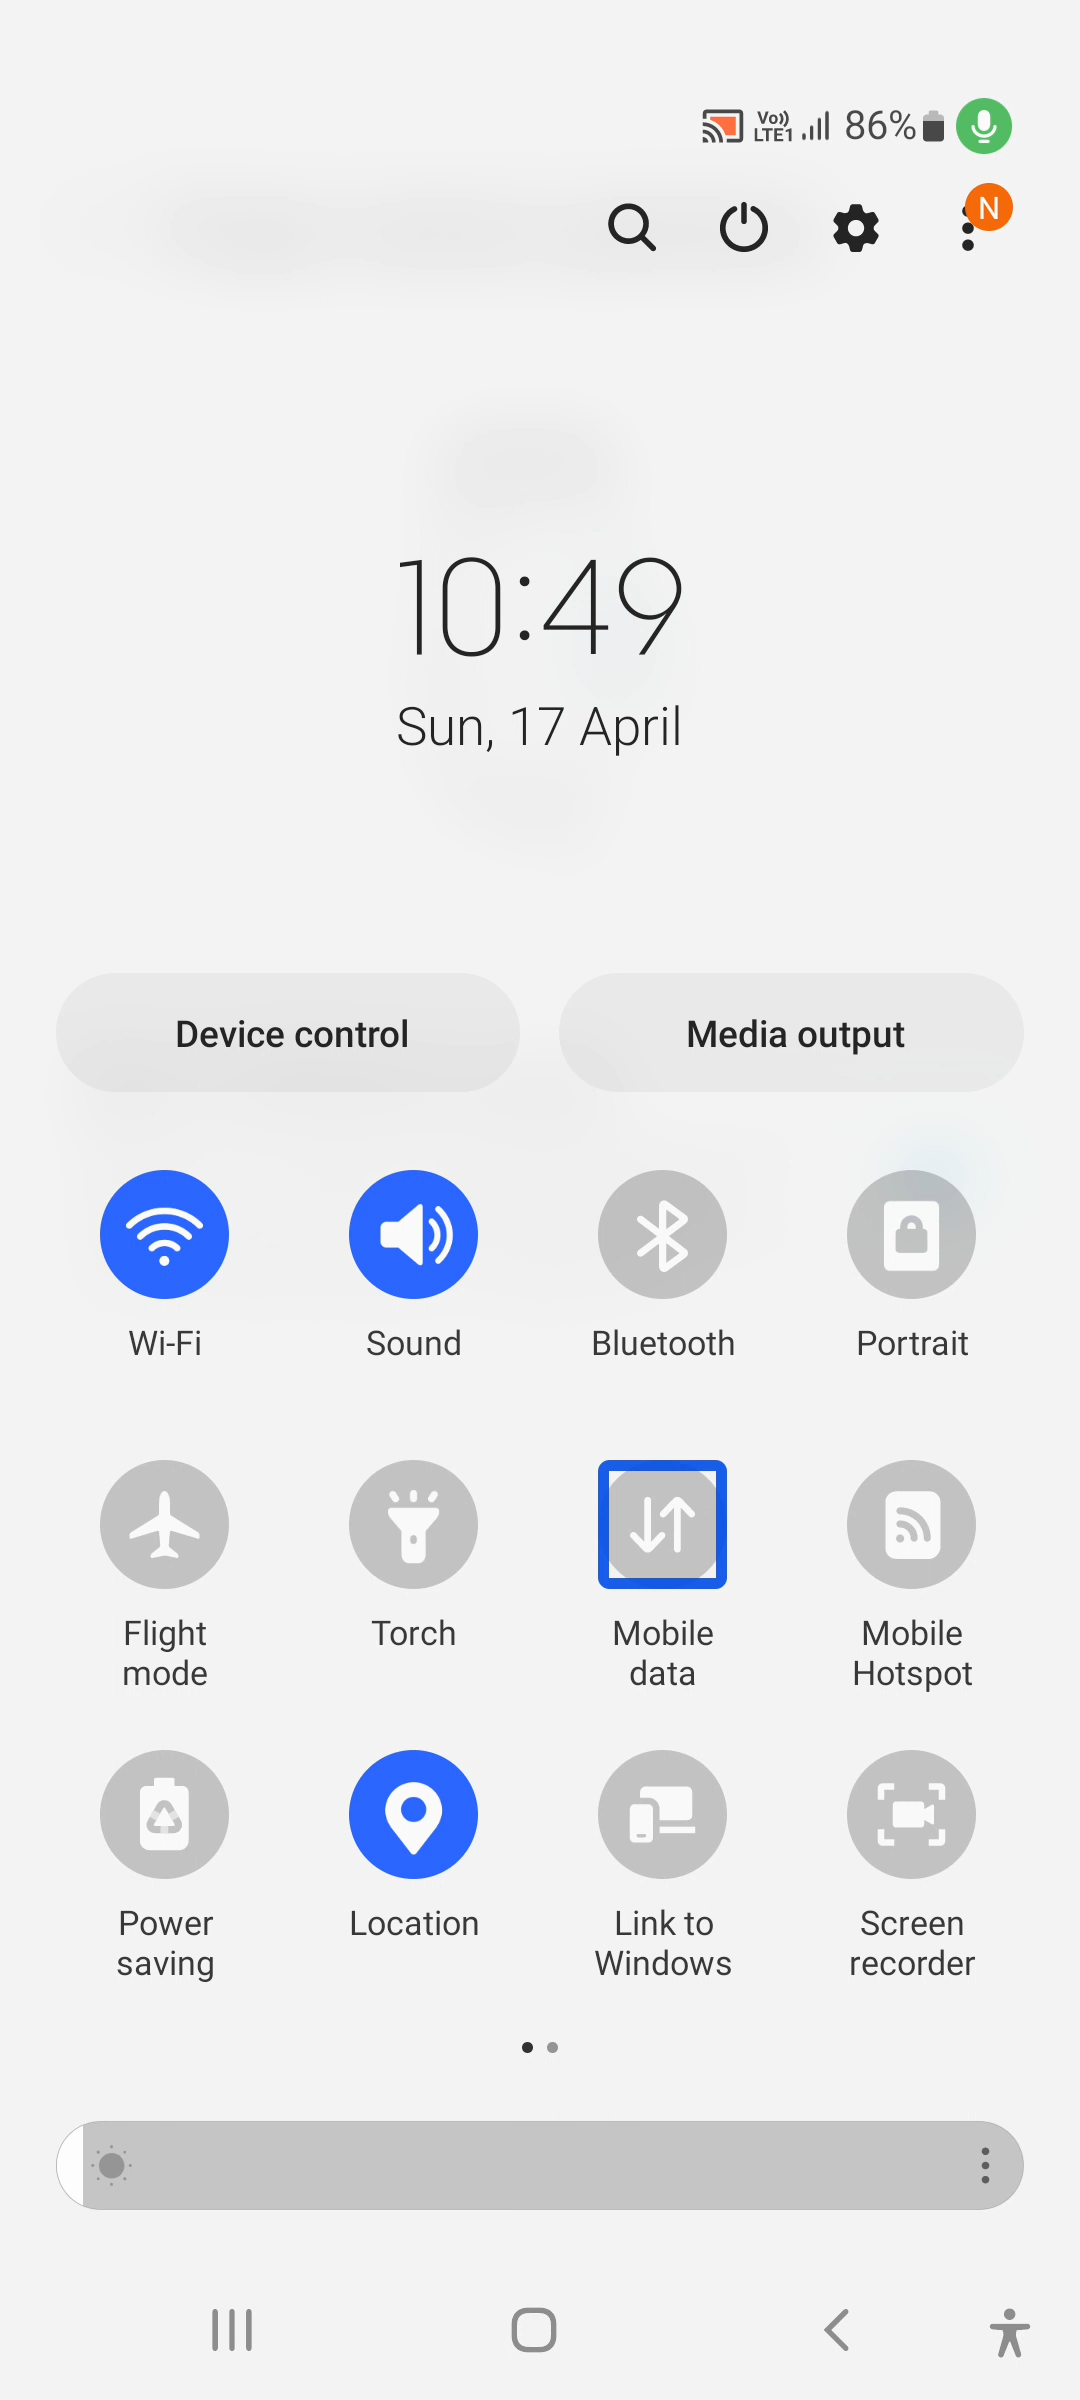 Vo)) LTE1 86%
N
10:49
Sun, 17 April
Device control Media output
Wi-Fi Sound Bluetooth Portrait
Flight mode Torch Mobile data Mobile Hotspot
Power saving Location Link to Windows Screen recorder